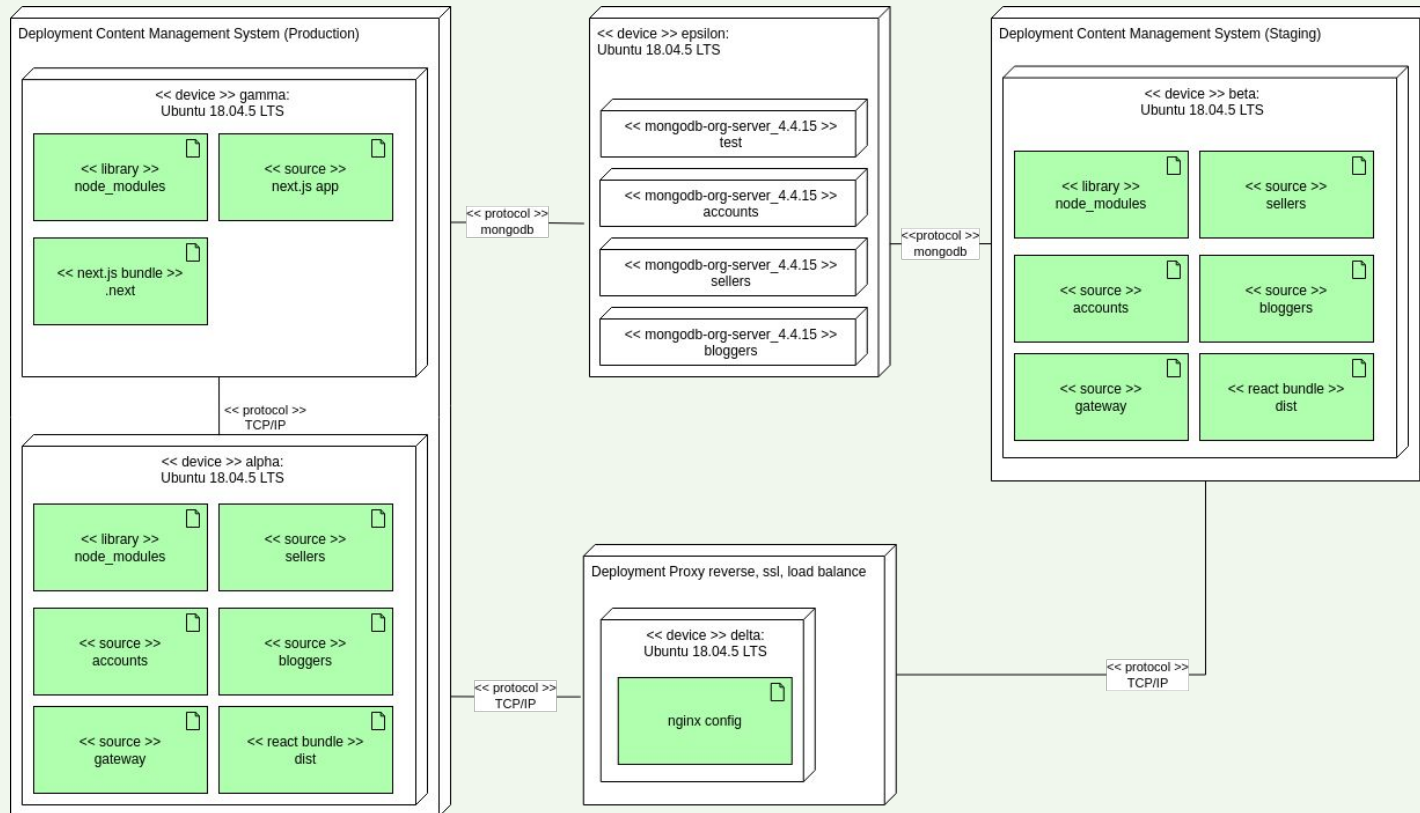 Deployment Content Management System (Production)
<< device >> gamma:
Ubuntu 18.04.5 LTS
<< library >>
node_modules
<< source >>
next.js app
<< next.js bundle >>
.next
<< protocol >>
TCP/IP
<< device >> alpha:
Ubuntu 18.04.5 LTS
<< library >>
node_modules
<< source >>
sellers
<< source >>
accounts
<< source >>
bloggers
<< source >>
gateway
<< react bundle >>
dist
<< protocol >>
mongodb
<< device >> epsilon:
Ubuntu 18.04.5 LTS
<< mongodb-org-server_4.4.15 >>
test
<< mongodb-org-server_4.4.15 >>
accounts
<< mongodb-org-server_4.4.15 >>
sellers
<< mongodb-org-server_4.4.15 >>
bloggers
<<protocol >>
mongodb
Deployment Content Management System (Staging)
<< device >> beta:
Ubuntu 18.04.5 LTS
<< library >>
node_modules
<< source >>
sellers
<< source >>
accounts
<< source >>
bloggers
<< source >>
gateway
<< react bundle >>
dist
<< protocol >>
TCP/IP
Deployment Proxy reverse, ssl, load balance
<< device >> delta:
Ubuntu 18.04.5 LTS
nginx config
<< protocol >>
TCP/IP